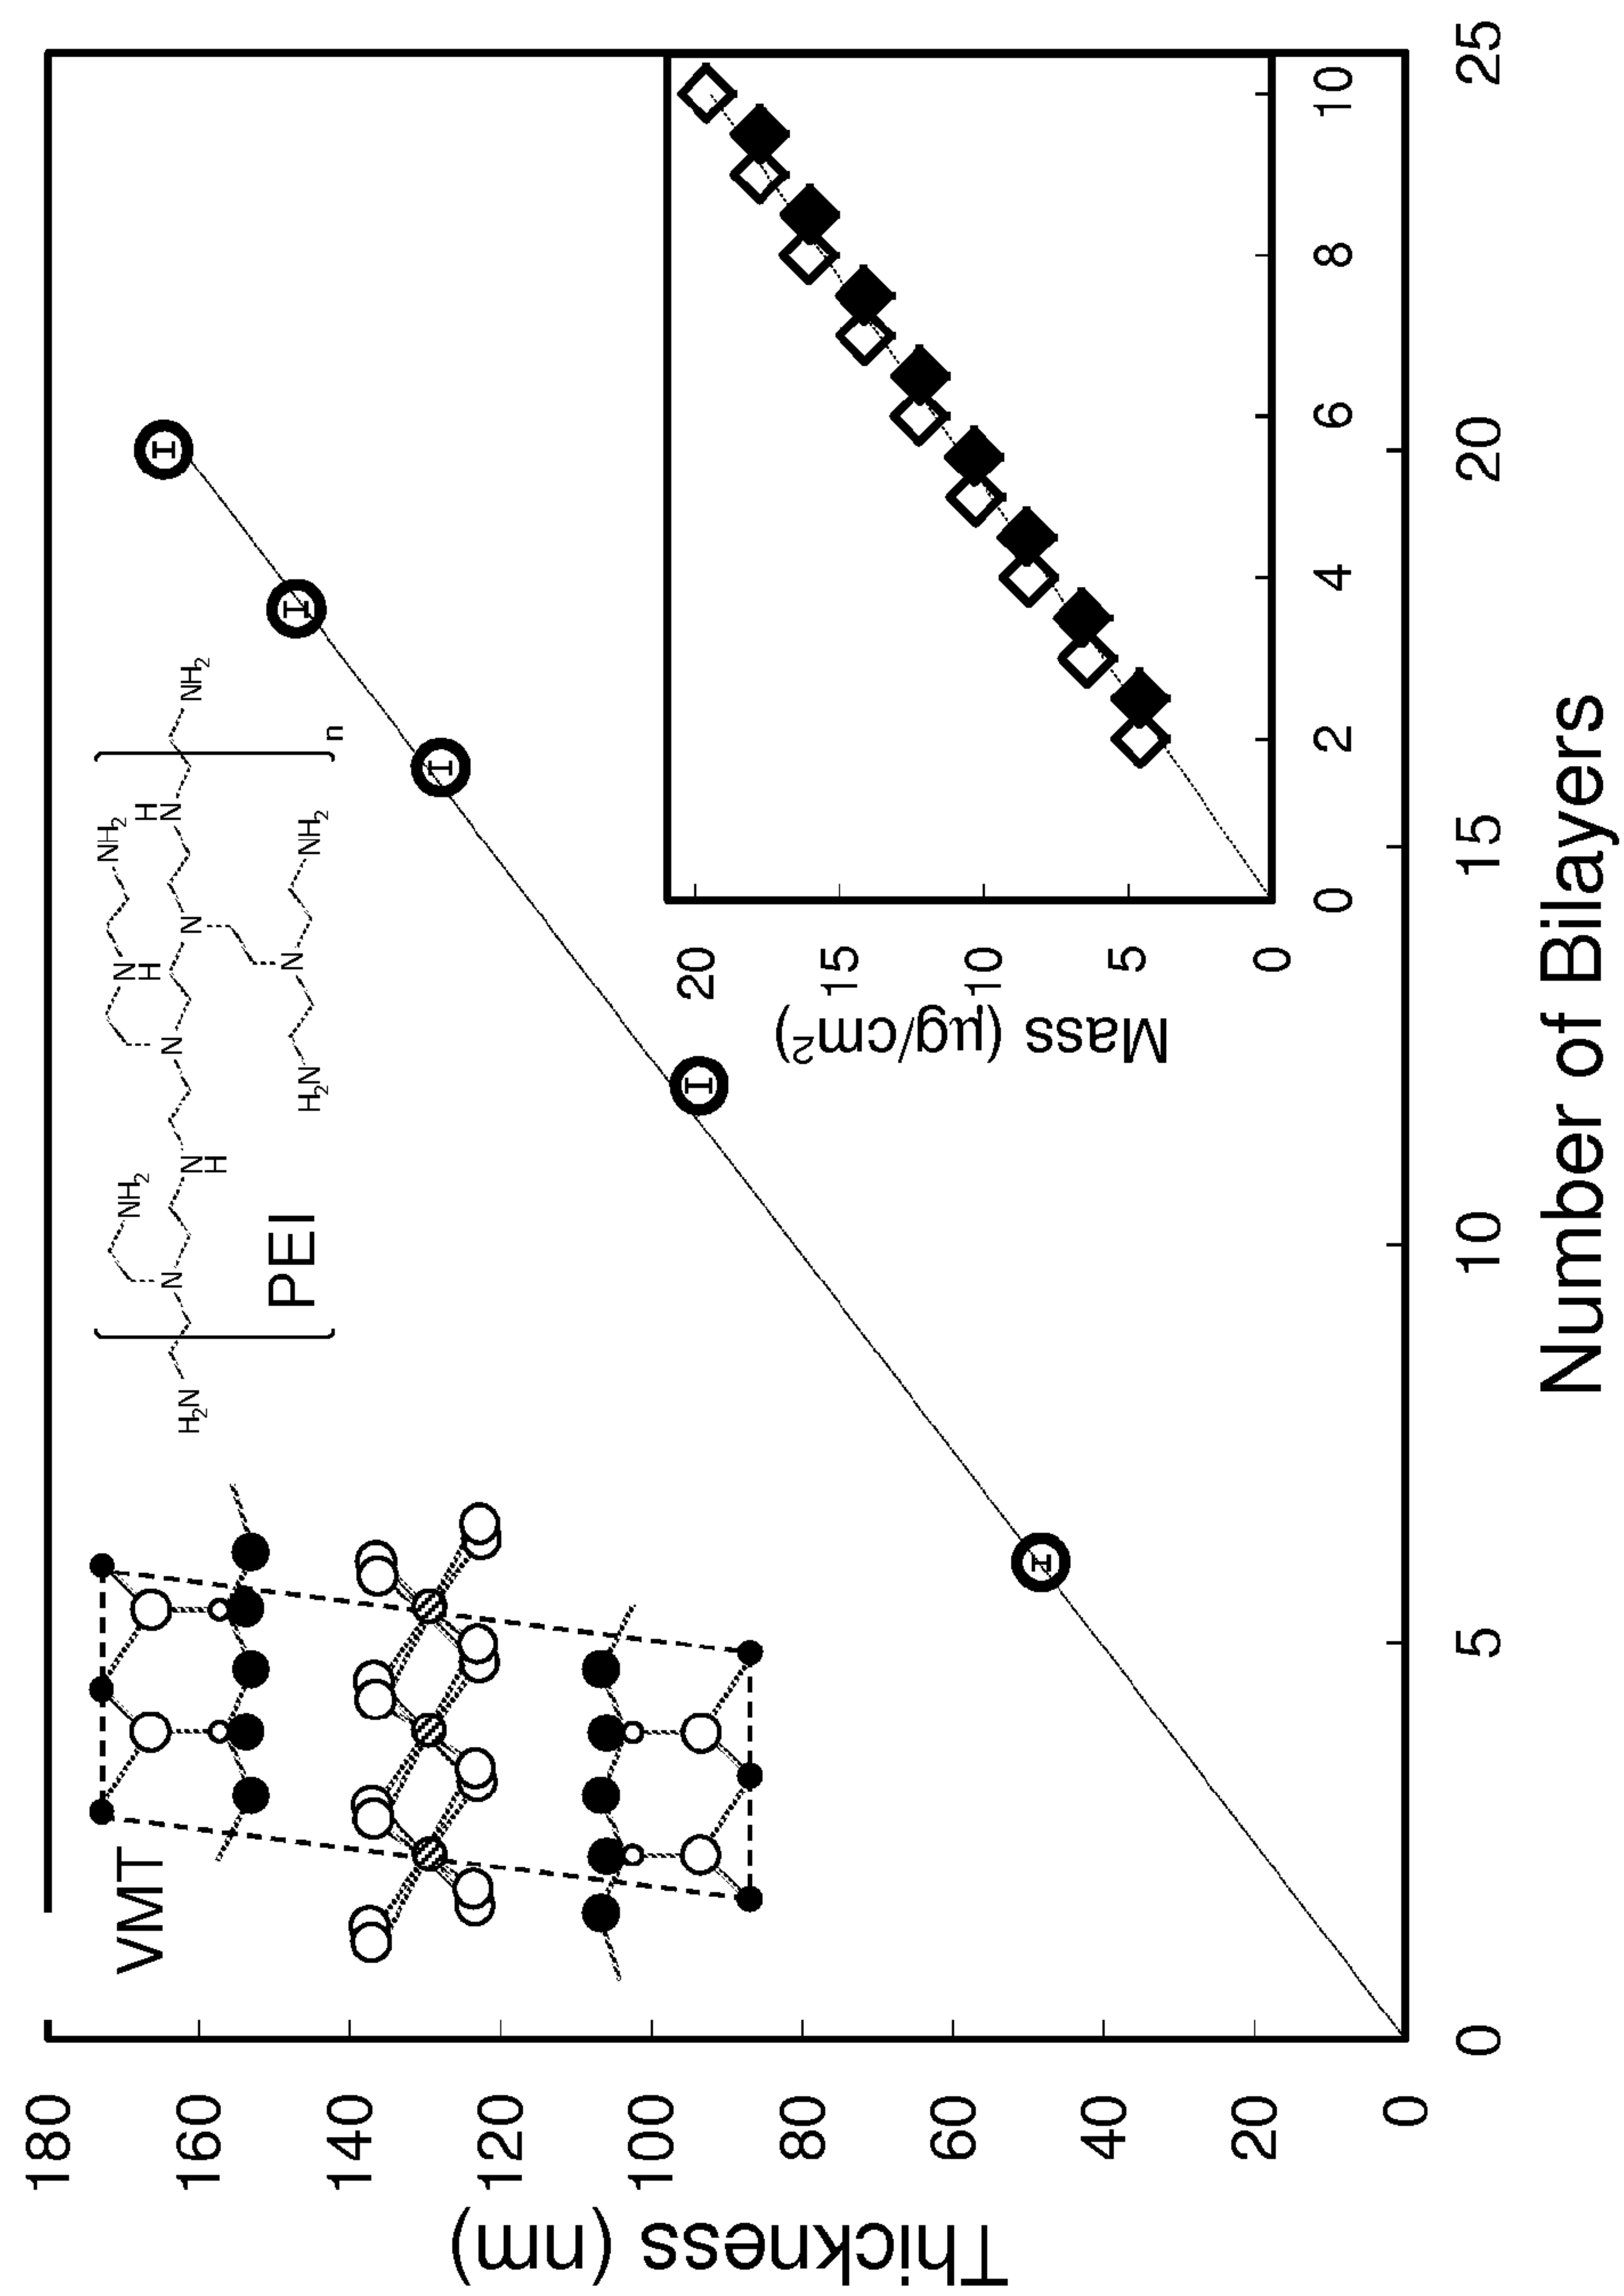 Thickness (nm)
180
160
140
120
100
80
60
40
20
0
VMT
H₂N
N
NH₂
N
H
N
N
H
NH₂
N
H
N
NH₂
N
H₂N
NH₂
n
PEI
Mass (µg/cm²)
20
15
10
5
0
0
2
4
6
8
10
0
5
10
15
20
25
Number of Bilayers